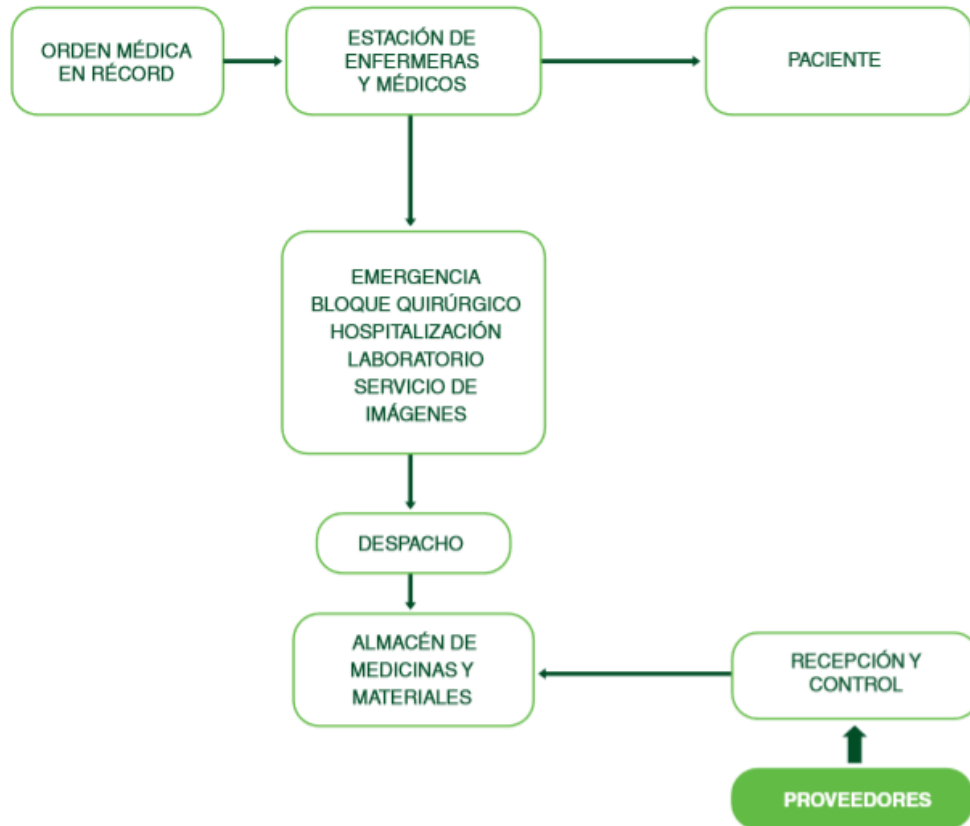 ORDEN MÉDICA
EN RÉCORD
ESTACIÓN DE
ENFERMERAS
Y MÉDICOS
PACIENTE
EMERGENCIA
BLOQUE QUIRÚRGICO
HOSPITALIZACIÓN
LABORATORIO
SERVICIO DE
IMÁGENES
DESPACHO
ALMACÉN DE
MEDICINAS Y
MATERIALES
RECEPCIÓN Y
CONTROL
PROVEEDORES